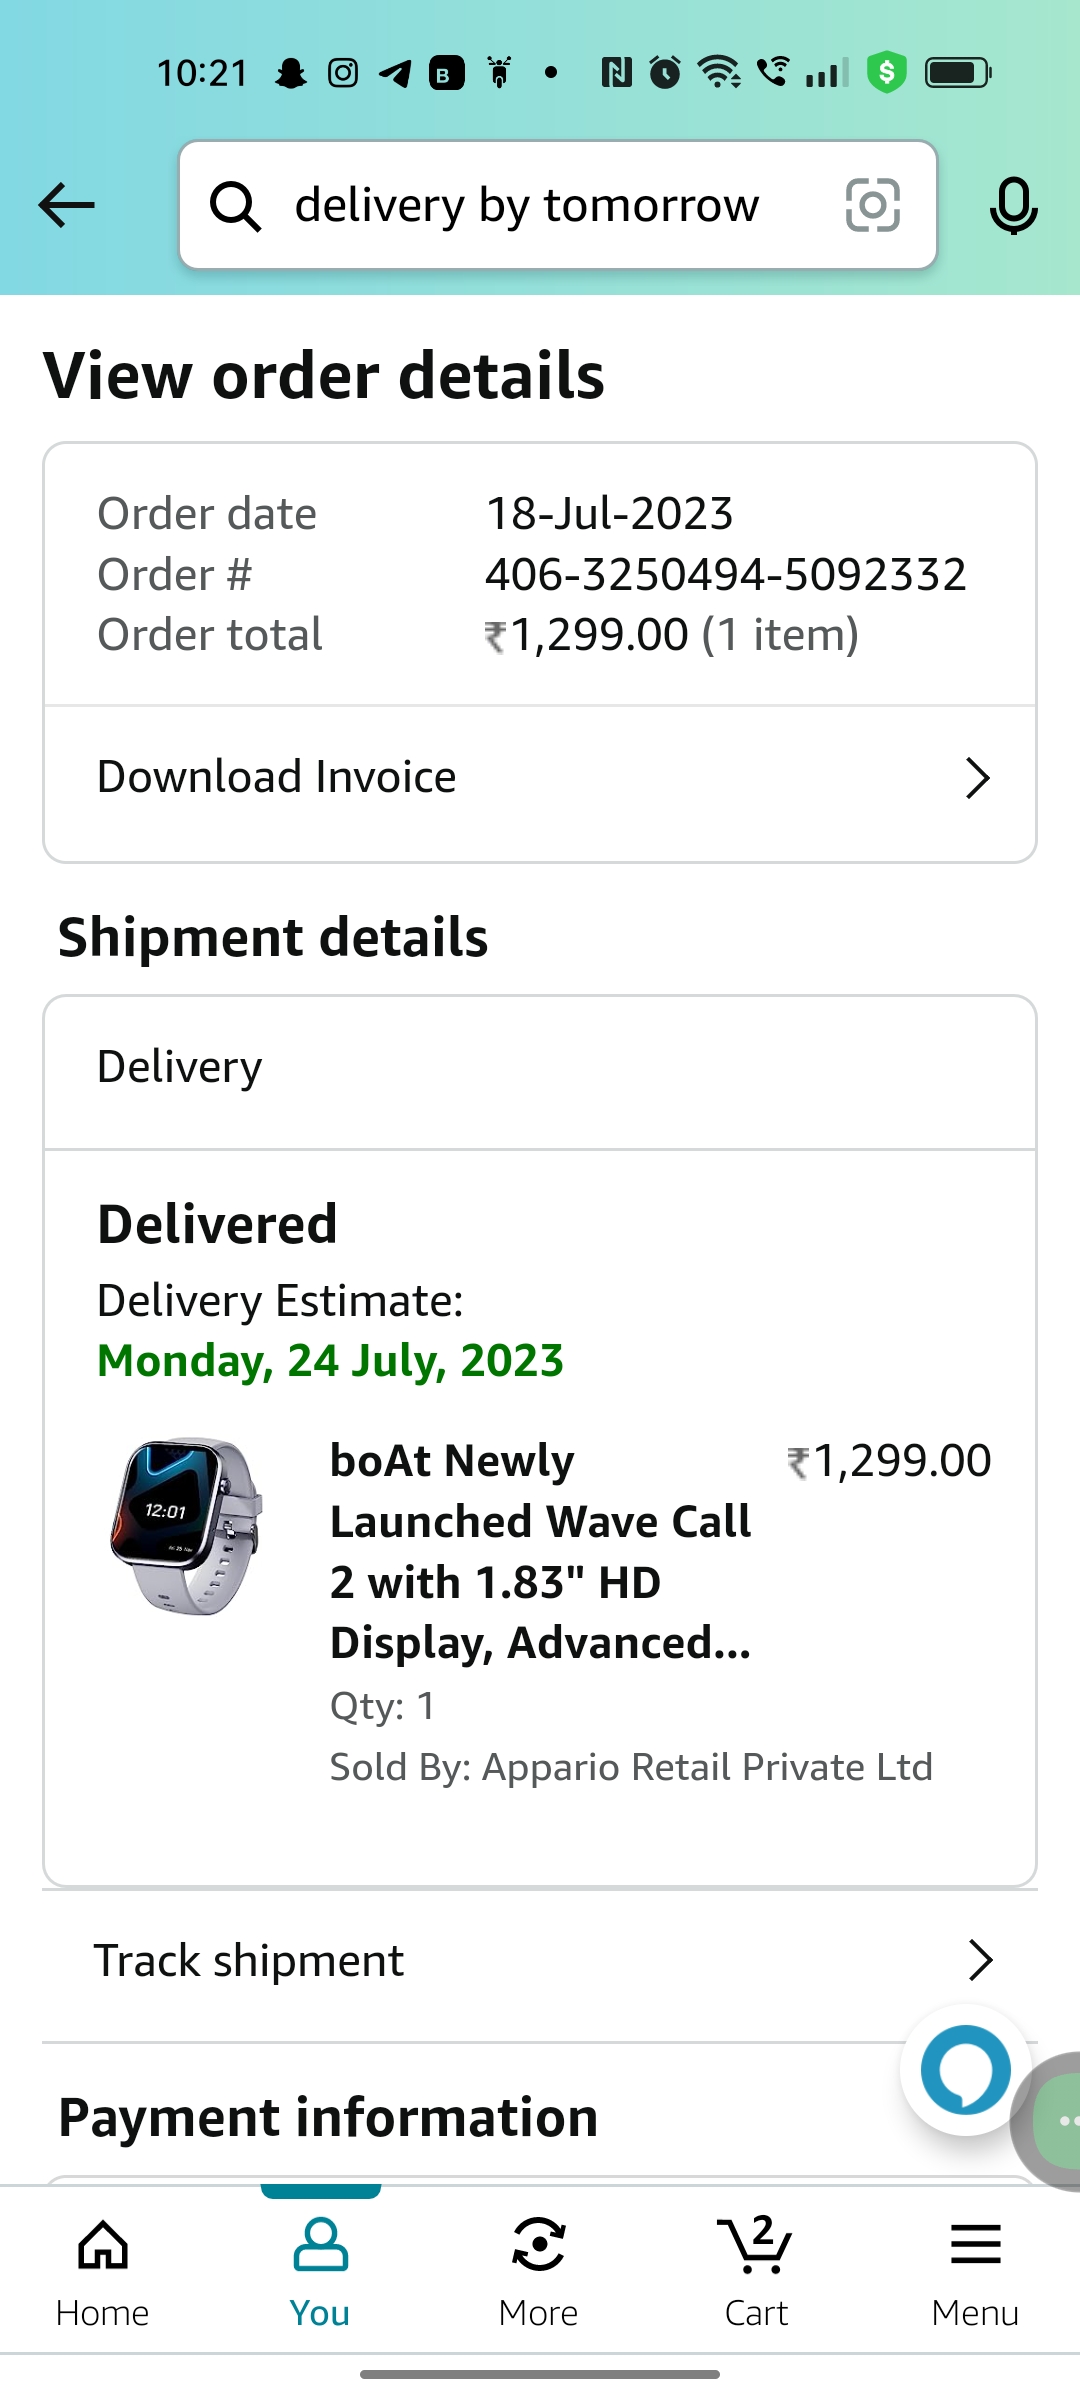 10:21
delivery by tomorrow
View order details
Order date 18-Jul-2023
Order # 406-3250494-5092332
Order total ₹1,299.00 (1 item)
Download Invoice
Shipment details
Delivery
Delivered
Delivery Estimate:
Monday, 24 July, 2023
12:01
boAt Newly ₹1,299.00
Launched Wave Call
2 with 1.83" HD
Display, Advanced...
Qty: 1
Sold By: Appario Retail Private Ltd
Track shipment
Payment information
2
Home You More Cart Menu